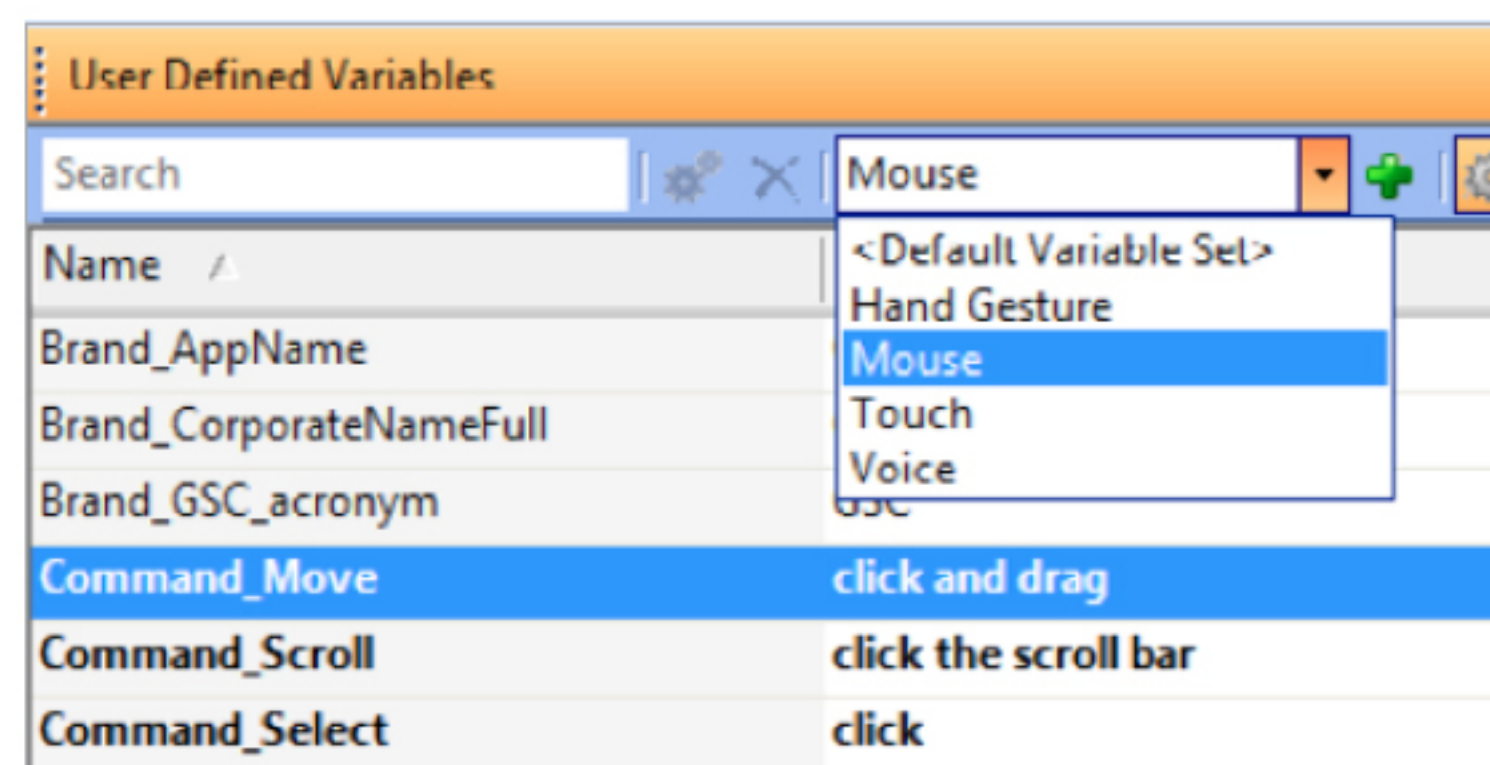 User Defined Variables
Search
Mouse
<Default Variable Set>
Name
Hand Gesture
Brand_AppName
Mouse
Brand_CorporateNameFull
Touch
Voice
Brand_GSC_acronym
GSC
Command_Move click and drag
Command_Scroll click the scroll bar
Command_Select click